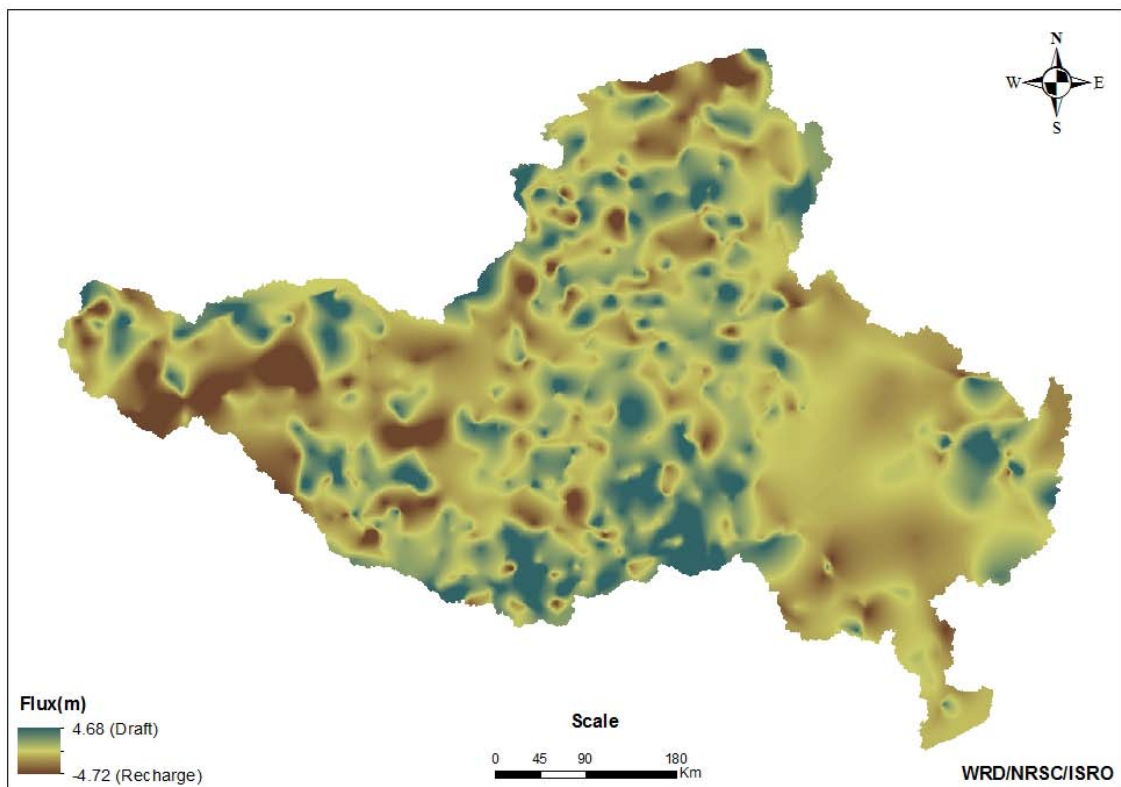 N
W E
S
Flux(m)
4.68 (Draft)
-4.72 (Recharge)
Scale
0 45 90 180
Km
WRD/NRSC/ISRO